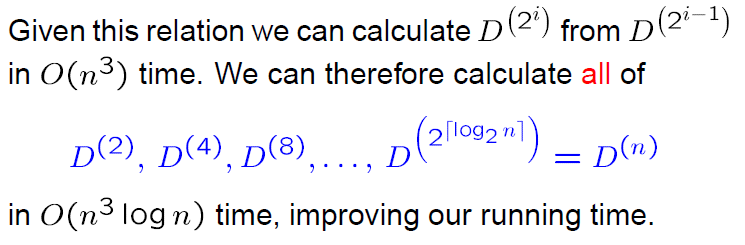 Given this relation we can calculate D^(2^i) from D^(2^{i−1})
in O(n^3) time. We can therefore calculate all of
D^(2), D^(4), D^(8), . . . , D^(2^{⌈log_2 n⌉}) = D^(n)
in O(n^3 log n) time, improving our running time.